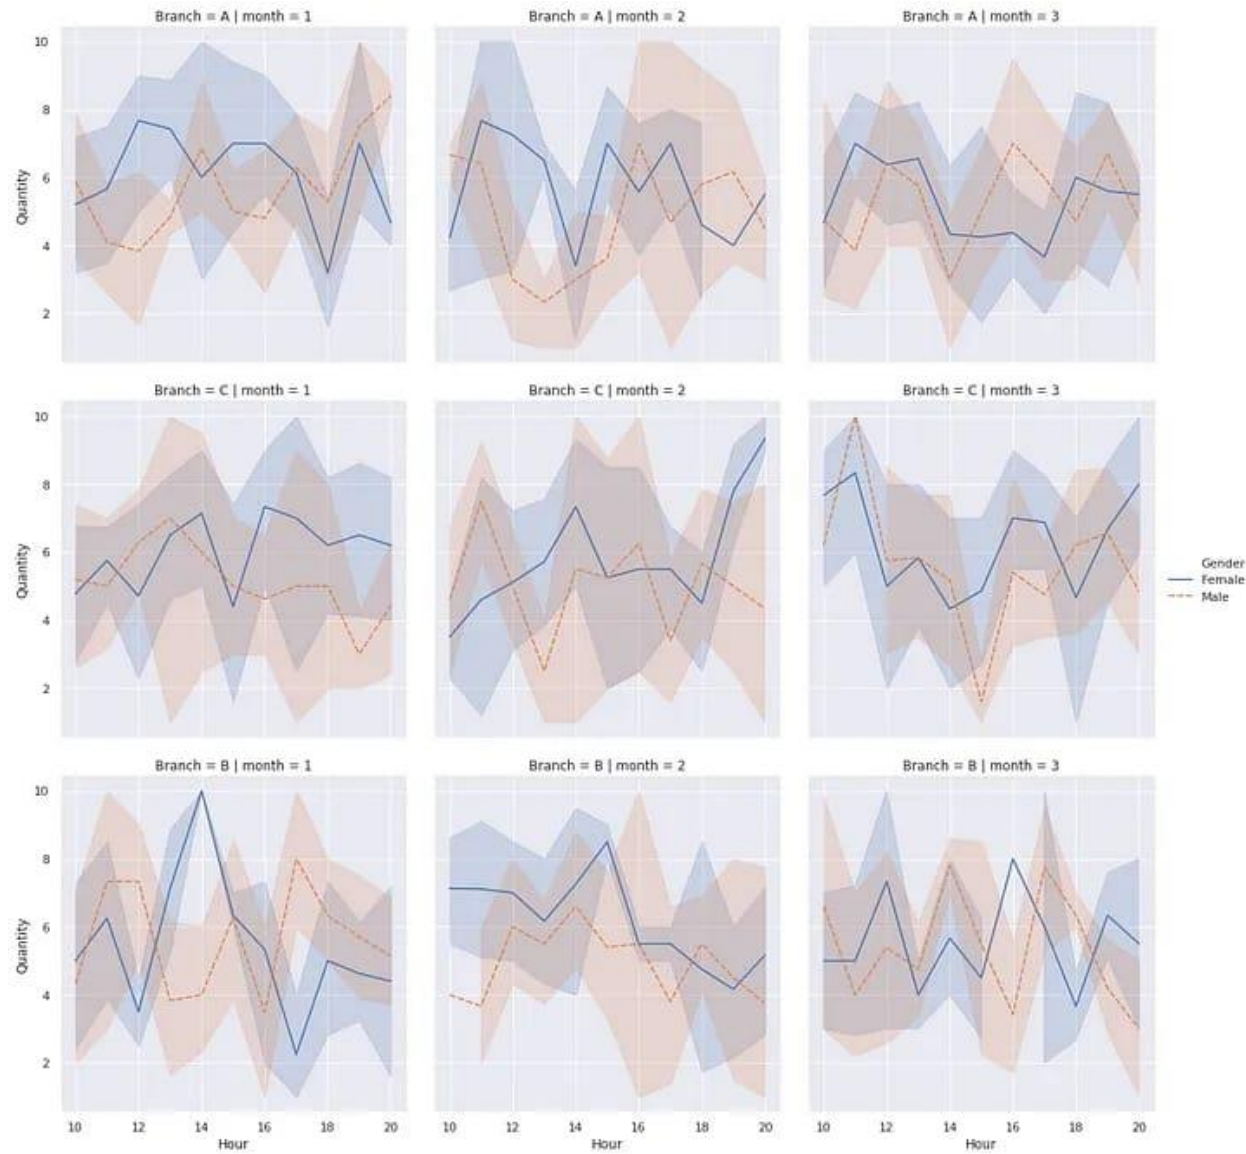 Branch = A | month = 1
Branch = A | month = 2
Branch = A | month = 3
10
8
6
4
2
Quantity
Branch = C | month = 1
Branch = C | month = 2
Branch = C | month = 3
10
8
6
4
2
Quantity
Gender
Female
Male
Branch = B | month = 1
Branch = B | month = 2
Branch = B | month = 3
10
8
6
4
2
Quantity
10 12 14 16 18 20
10 12 14 16 18 20
10 12 14 16 18 20
Hour
Hour
Hour